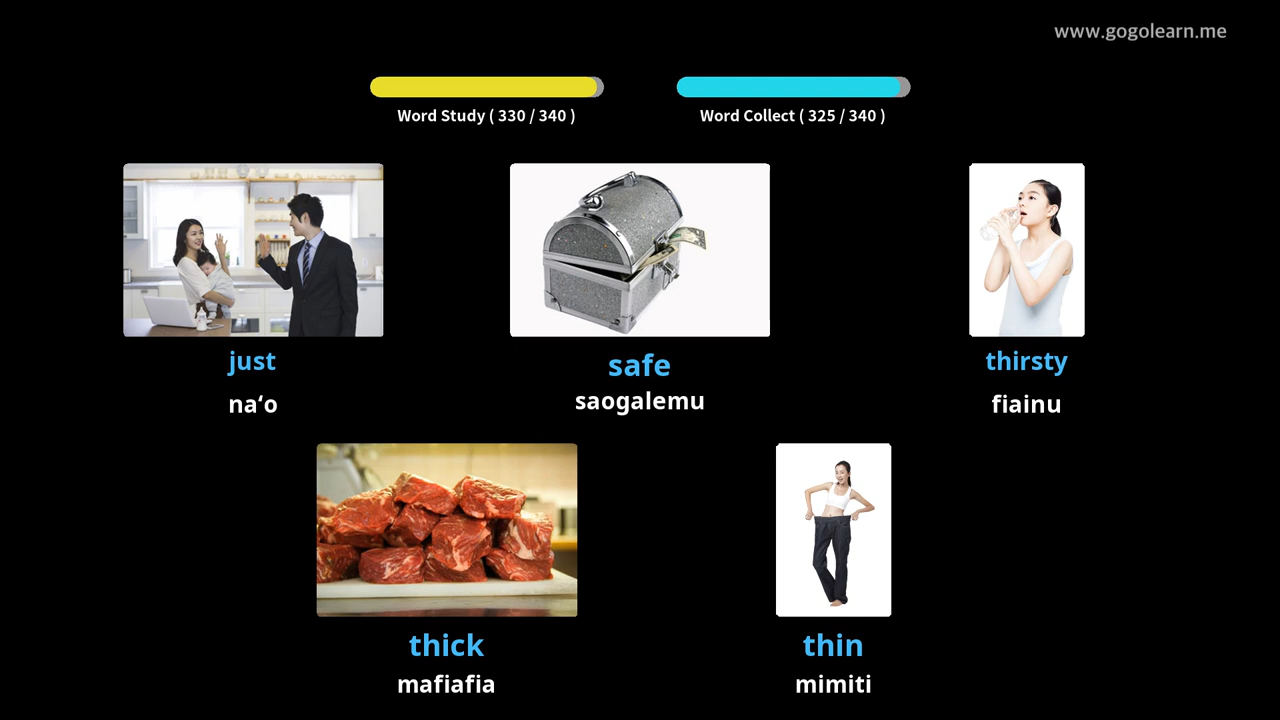 www.gogolearn.me
Word Study ( 330 / 340 )
Word Collect ( 325 / 340 )
just
naʻo
safe
saogalemu
thirsty
fiainu
thick
mafiafia
thin
mimiti